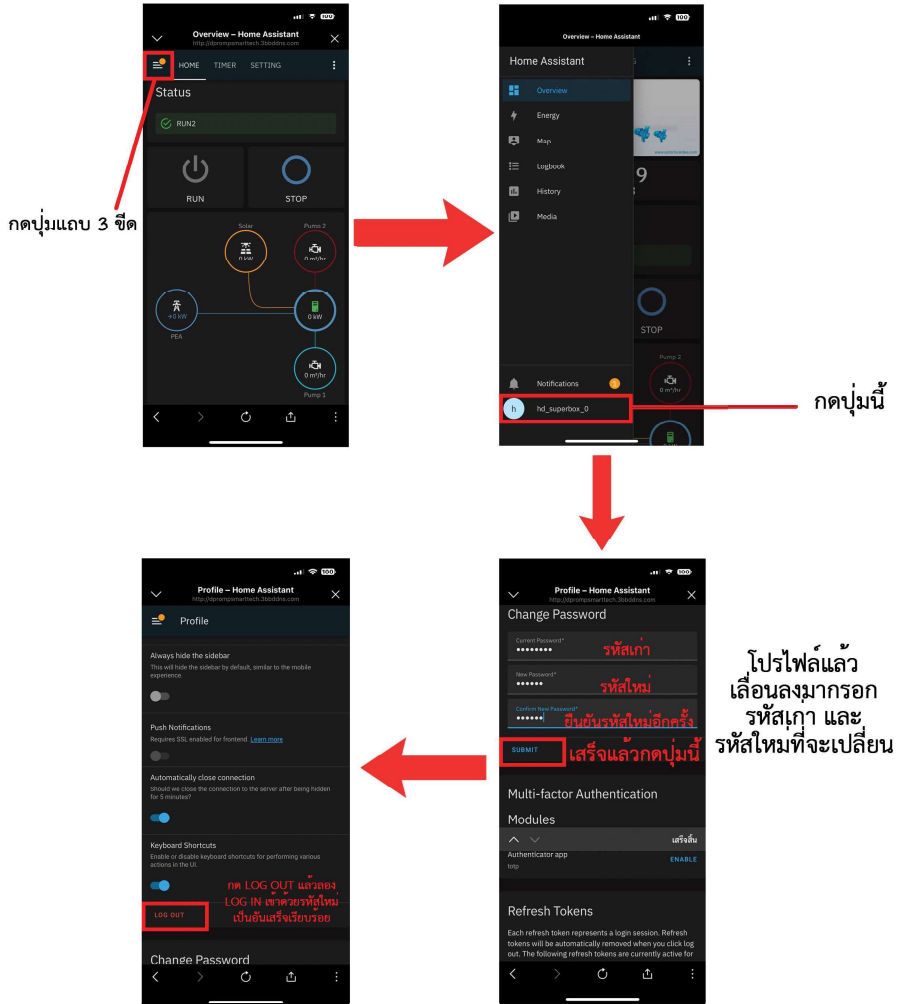 100
Overview – Home Assistant
http://dprompsmarttech.3bbddns.com
HOME TIMER SETTING
Status
RUN2
RUN STOP
Solar
Pump 2
0 kW
0 m³/hr
→0 kW
0 kW
PEA
0 m³/hr
Pump 1
กดปุ่มแถบ 3 ขีด
100
Overview – Home Assistant
Home Assistant
Overview
Energy
Map
Logbook
History
Media
9
STOP
Pump 2
0 m³/hr
Notifications 1
h hd_superbox_0
กดปุ่มนี้
100
Profile – Home Assistant
http://dprompsmarttech.3bbddns.com
Change Password
Current Password*
รหัสเก่า
New Password*
รหัสใหม่
Confirm New Password*
ยืนยันรหัสใหม่อีกครั้ง
SUBMIT
เสร็จแล้วกดปุ่มนี้
Multi-factor Authentication
Modules
เสร็จสิ้น
Authenticator app
totp
ENABLE
Refresh Tokens
Each refresh token represents a login session. Refresh
tokens will be automatically removed when you click log
out. The following refresh tokens are currently active for
โปรไฟล์แล้ว
เลื่อนลงมากรอก
รหัสเก่า และ
รหัสใหม่ที่จะเปลี่ยน
100
Profile – Home Assistant
http://dprompsmarttech.3bbddns.com
Profile
Always hide the sidebar
This will hide the sidebar by default, similar to the mobile
experience.
Push Notifications
Requires SSL enabled for frontend. Learn more
Automatically close connection
Should we close the connection to the server after being hidden
for 5 minutes?
Keyboard Shortcuts
Enable or disable keyboard shortcuts for performing various
actions in the UI.
กด LOG OUT แล้วลอง
LOG IN เข้าด้วยรหัสใหม่
เป็นอันเสร็จเรียบร้อย
LOG OUT
Change Password